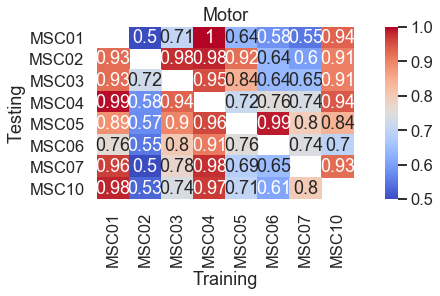 Motor
Testing
MSC01 0.5 0.71 1 0.64 0.58 0.55 0.94
MSC02 0.93 0.98 0.98 0.92 0.64 0.6 0.91
MSC03 0.93 0.72 0.95 0.84 0.64 0.65 0.91
MSC04 0.99 0.58 0.94 0.72 0.76 0.74 0.94
MSC05 0.89 0.57 0.9 0.96 0.99 0.8 0.84
MSC06 0.76 0.55 0.8 0.91 0.76 0.74 0.7
MSC07 0.96 0.5 0.78 0.98 0.69 0.65 0.93
MSC10 0.98 0.53 0.74 0.97 0.71 0.61 0.8
MSC01 MSC02 MSC03 MSC04 MSC05 MSC06 MSC07 MSC10
Training
1.0
0.9
0.8
0.7
0.6
0.5